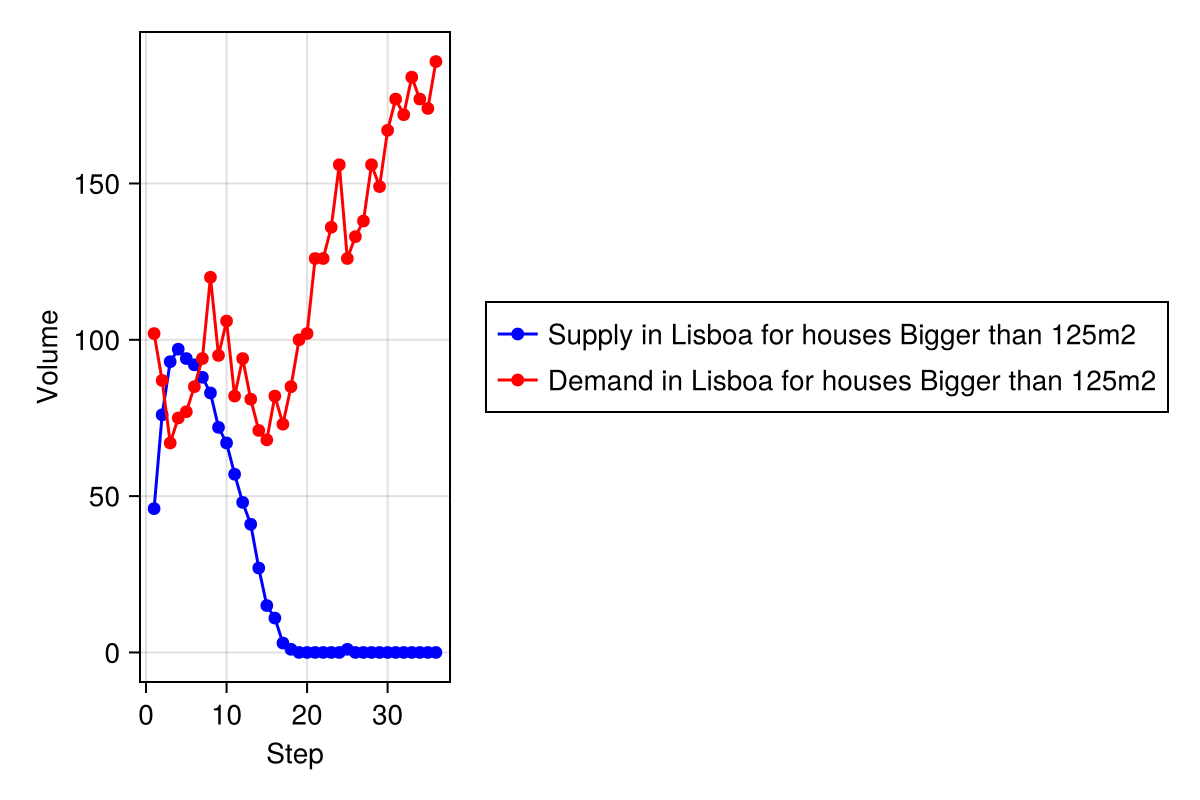 Volume
150
100
50
0
0 10 20 30
Step
Supply in Lisboa for houses Bigger than 125m2
Demand in Lisboa for houses Bigger than 125m2